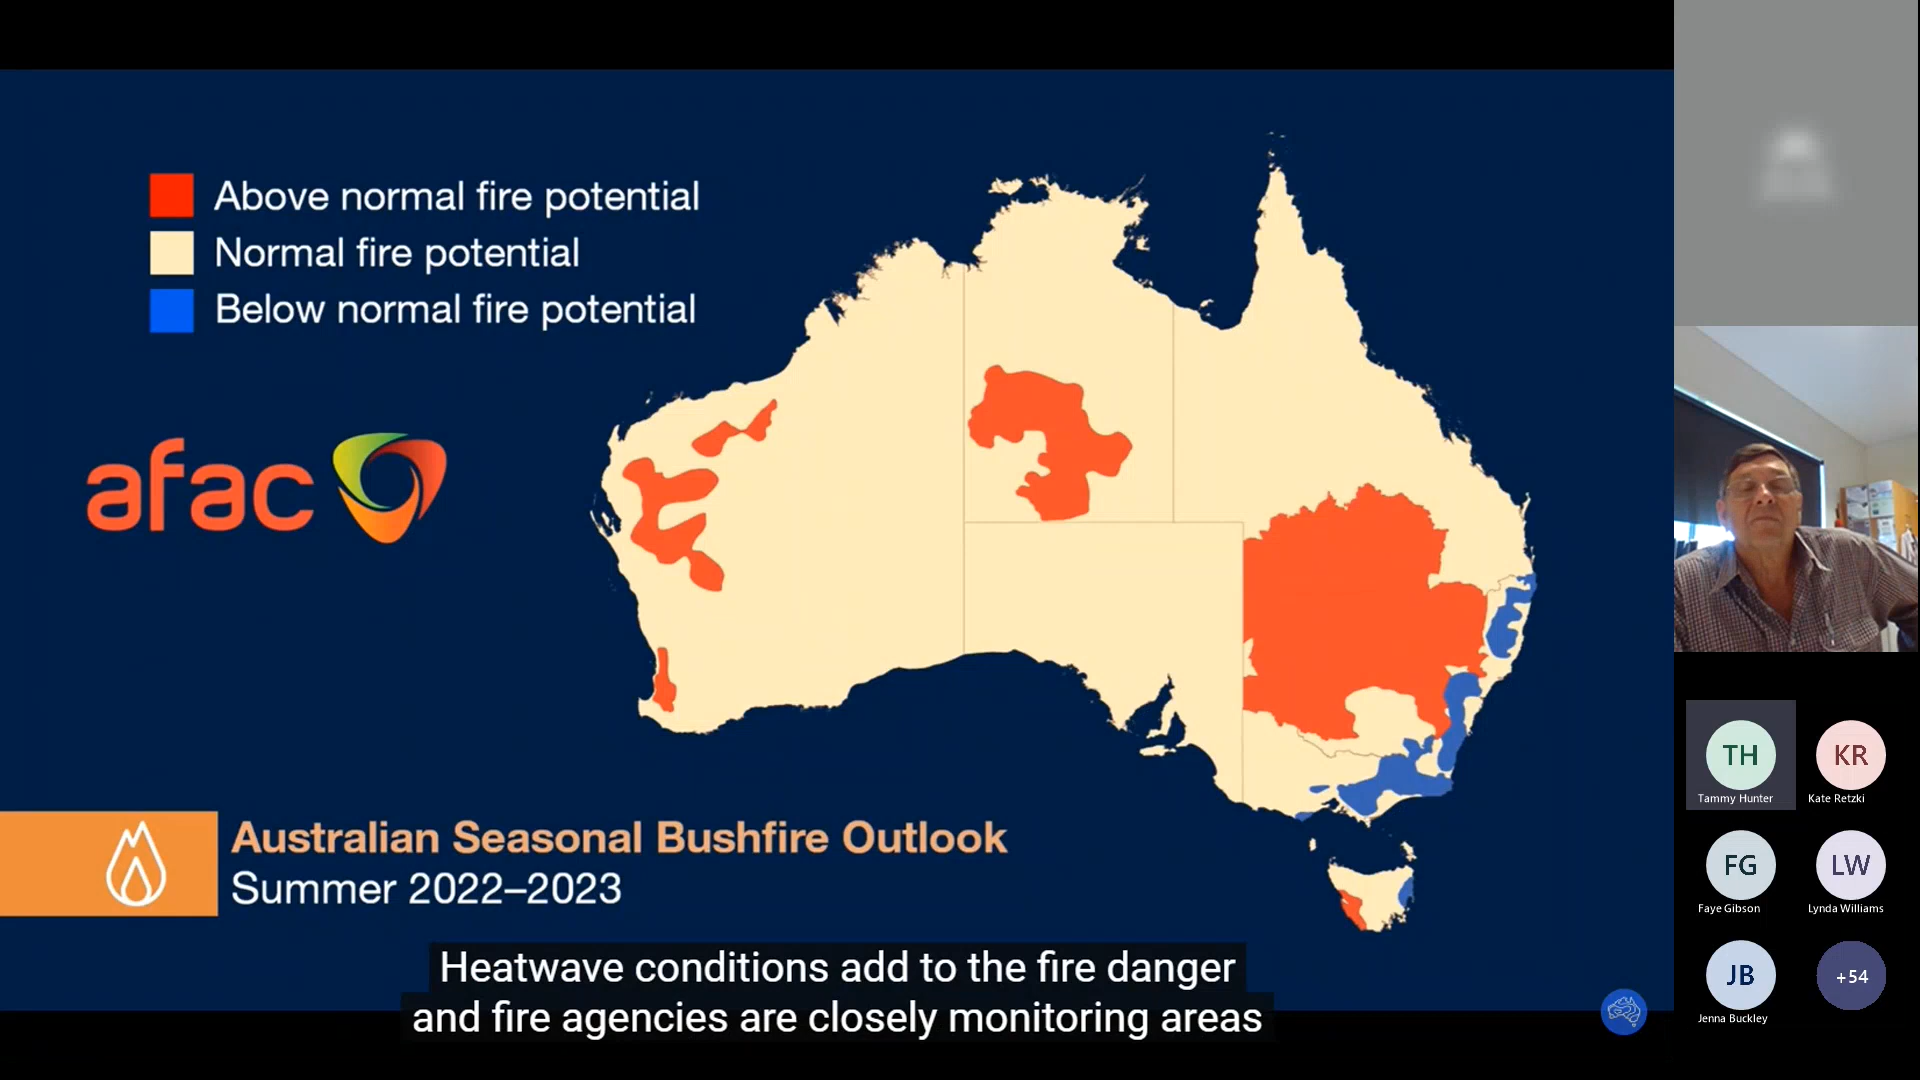 Above normal fire potential
Normal fire potential
Below normal fire potential
afac
Australian Seasonal Bushfire Outlook
Summer 2022–2023
Heatwave conditions add to the fire danger
and fire agencies are closely monitoring areas
TH
Tammy Hunter
KR
Kate Retzki
FG
Faye Gibson
LW
Lynda Williams
JB
Jenna Buckley
+54